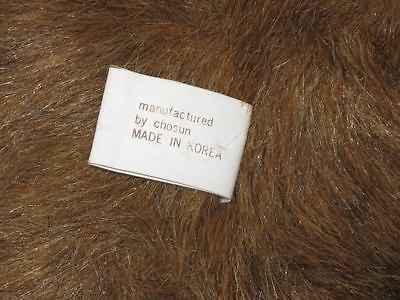 manufactured
by chosun
MADE IN KOREA